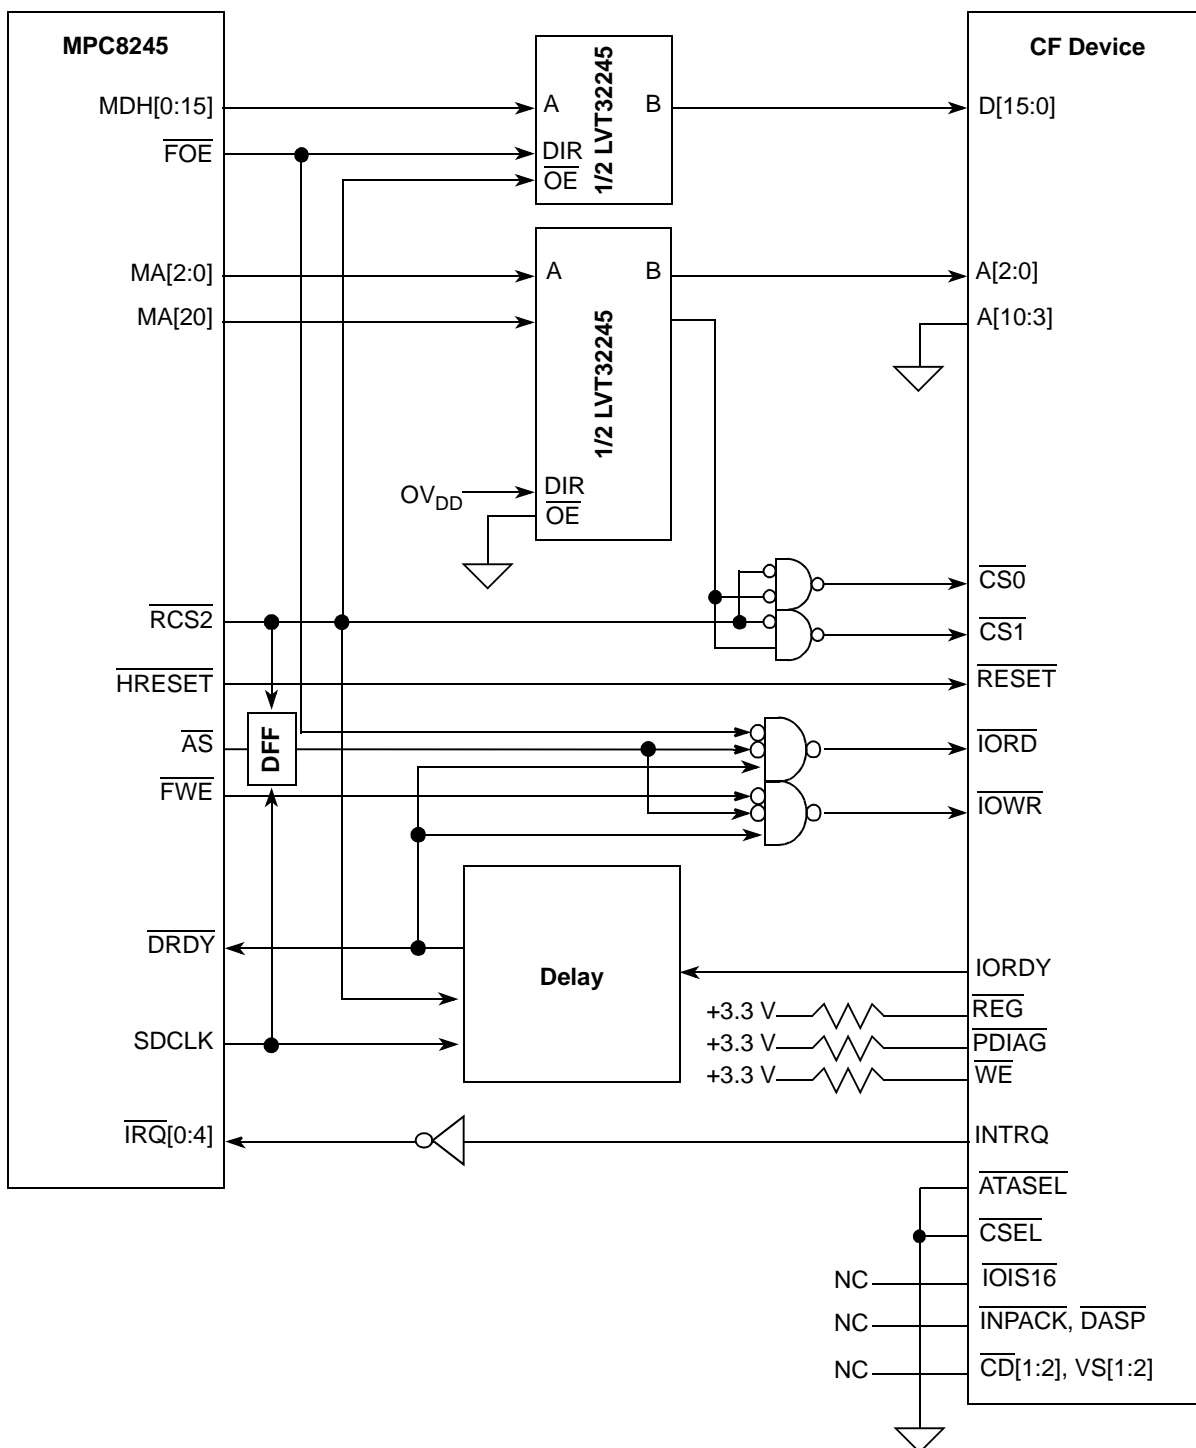 MPC8245
CF Device
MDH[0:15]
A
B
D[15:0]
FOE
DIR
OE
1/2 LVT32245
MA[2:0]
A
B
A[2:0]
MA[20]
A[10:3]
1/2 LVT32245
OVDD
DIR
OE
CS0
RCS2
CS1
HRESET
RESET
AS
DFF
IORD
FWE
IOWR
DRDY
Delay
IORDY
+3.3 V
REG
SDCLK
+3.3 V
PDIAG
+3.3 V
WE
IRQ[0:4]
INTRQ
ATASEL
CSEL
NC
IOIS16
NC
INPACK, DASP
NC
CD[1:2], VS[1:2]